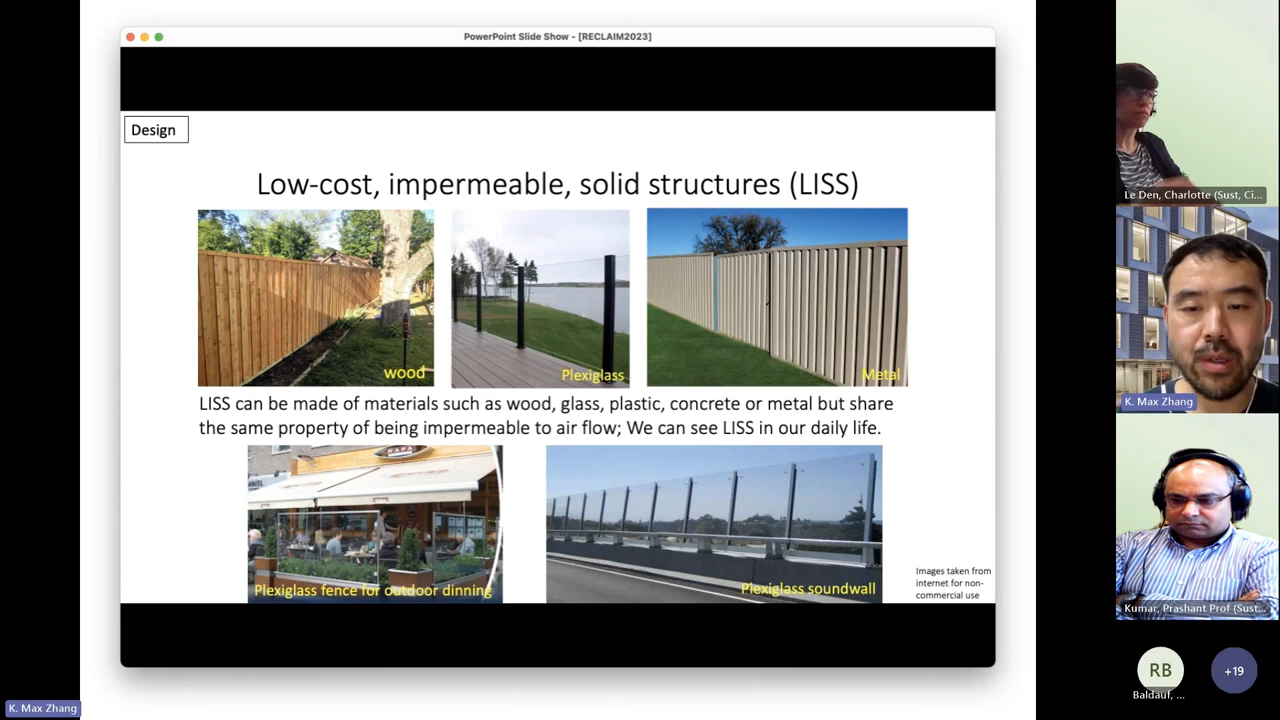 PowerPoint Slide Show - [RECLAIM2023]
Design
Low-cost, impermeable, solid structures (LISS)
wood
Plexiglass
Metal
LISS can be made of materials such as wood, glass, plastic, concrete or metal but share
the same property of being impermeable to air flow; We can see LISS in our daily life.
NAPA
Plexiglass fence for outdoor dinning
Plexiglass soundwall
Images taken from
internet for non-
commercial use
Le Den, Charlotte (Sust, Ci...
K. Max Zhang
Kumar, Prashant Prof (Sust...
RB
Baldauf, ...
+19
K. Max Zhang